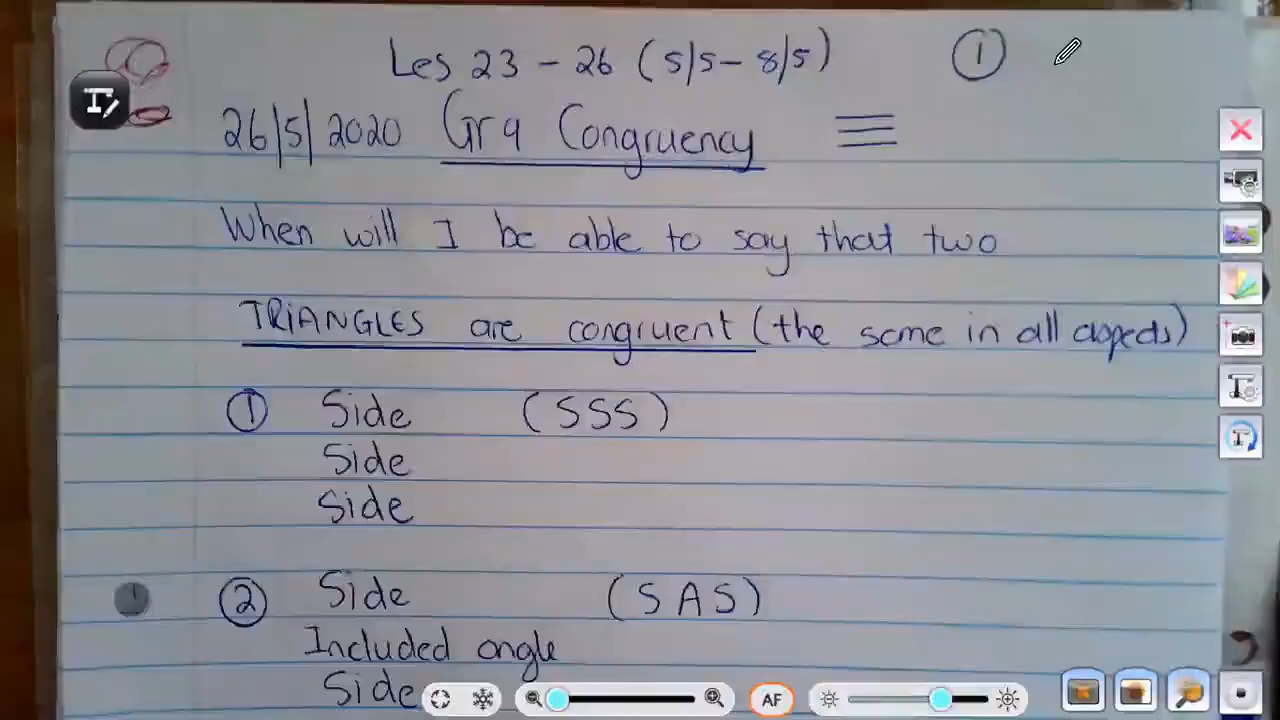 Les 23 - 26 (5/5 - 8/5) ①
26/5/2020 Gr 9 Congruency ≡
When will I be able to say that two
TRIANGLES are congruent (the same in all aspects)
① Side (SSS)
Side
Side
② Side (SAS)
Included angle
Side
AF